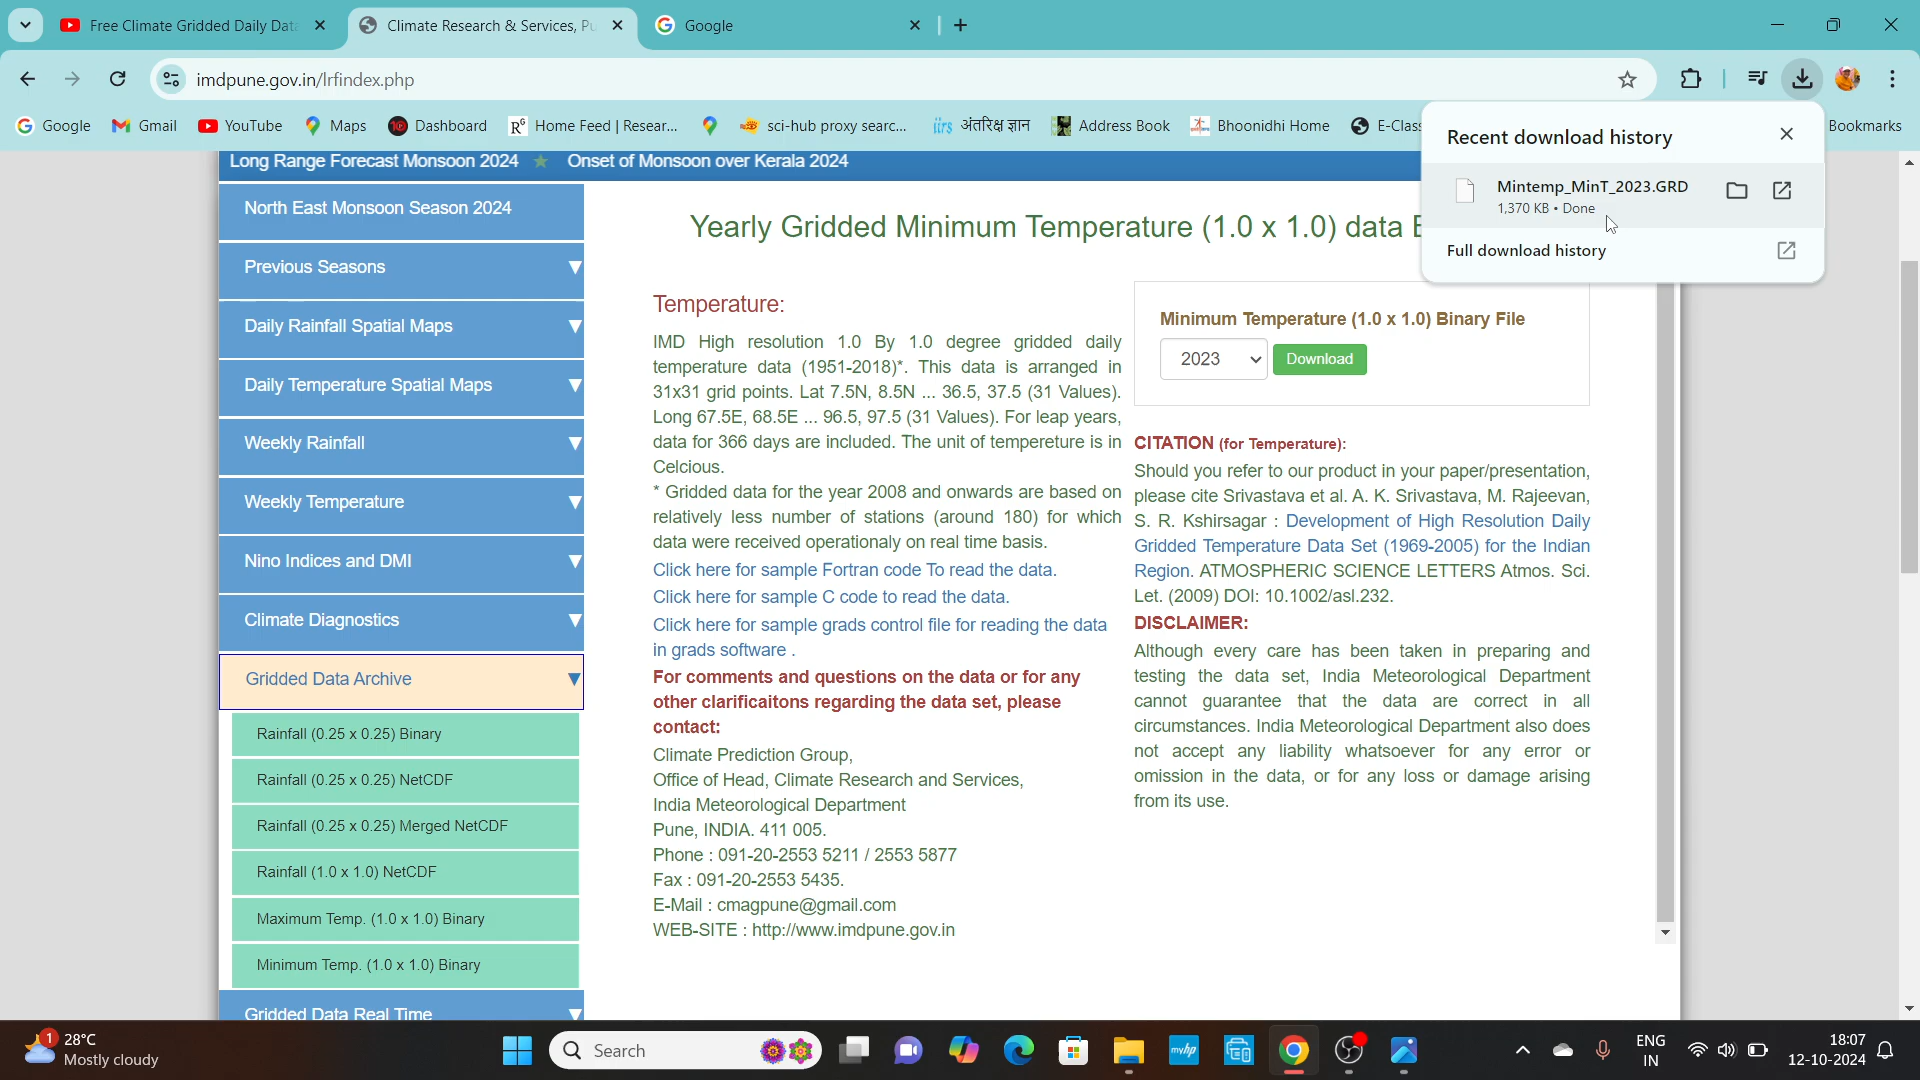 Free Climate Gridded Daily Data
Climate Research & Services, Pu
Google
imdpune.gov.in/lrfindex.php
Google
Gmail
YouTube
Maps
Dashboard
R⁶ Home Feed | Resear...
sci-hub proxy searc...
iirs अंतरिक्ष ज्ञान
Address Book
Bhoonidhi Home
E-Clas
Bookmarks
Recent download history
Mintemp_MinT_2023.GRD
1,370 KB • Done
Full download history
Long Range Forecast Monsoon 2024 Onset of Monsoon over Kerala 2024
North East Monsoon Season 2024
Previous Seasons
Daily Rainfall Spatial Maps
Daily Temperature Spatial Maps
Weekly Rainfall
Weekly Temperature
Nino Indices and DMI
Climate Diagnostics
Gridded Data Archive
Rainfall (0.25 x 0.25) Binary
Rainfall (0.25 x 0.25) NetCDF
Rainfall (0.25 x 0.25) Merged NetCDF
Rainfall (1.0 x 1.0) NetCDF
Maximum Temp. (1.0 x 1.0) Binary
Minimum Temp. (1.0 x 1.0) Binary
Gridded Data Real Time
Yearly Gridded Minimum Temperature (1.0 x 1.0) data
Temperature:
IMD High resolution 1.0 By 1.0 degree gridded daily
temperature data (1951-2018)*. This data is arranged in
31x31 grid points. Lat 7.5N, 8.5N ... 36.5, 37.5 (31 Values).
Long 67.5E, 68.5E ... 96.5, 97.5 (31 Values). For leap years,
data for 366 days are included. The unit of tempereture is in
Celcious.
* Gridded data for the year 2008 and onwards are based on
relatively less number of stations (around 180) for which
data were received operationaly on real time basis.
Click here for sample Fortran code To read the data.
Click here for sample C code to read the data.
Click here for sample grads control file for reading the data
in grads software .
For comments and questions on the data or for any
other clarificaitons regarding the data set, please
contact:
Climate Prediction Group,
Office of Head, Climate Research and Services,
India Meteorological Department
Pune, INDIA. 411 005.
Phone : 091-20-2553 5211 / 2553 5877
Fax : 091-20-2553 5435.
E-Mail : cmagpune@gmail.com
WEB-SITE : http://www.imdpune.gov.in
Minimum Temperature (1.0 x 1.0) Binary File
2023 Download
CITATION (for Temperature):
Should you refer to our product in your paper/presentation,
please cite Srivastava et al. A. K. Srivastava, M. Rajeevan,
S. R. Kshirsagar : Development of High Resolution Daily
Gridded Temperature Data Set (1969-2005) for the Indian
Region. ATMOSPHERIC SCIENCE LETTERS Atmos. Sci.
Let. (2009) DOI: 10.1002/asl.232.
DISCLAIMER:
Although every care has been taken in preparing and
testing the data set, India Meteorological Department
cannot guarantee that the data are correct in all
circumstances. India Meteorological Department also does
not accept any liability whatsoever for any error or
omission in the data, or for any loss or damage arising
from its use.
1
28°C
Mostly cloudy
Search
myhp
ENG
IN
18:07
12-10-2024